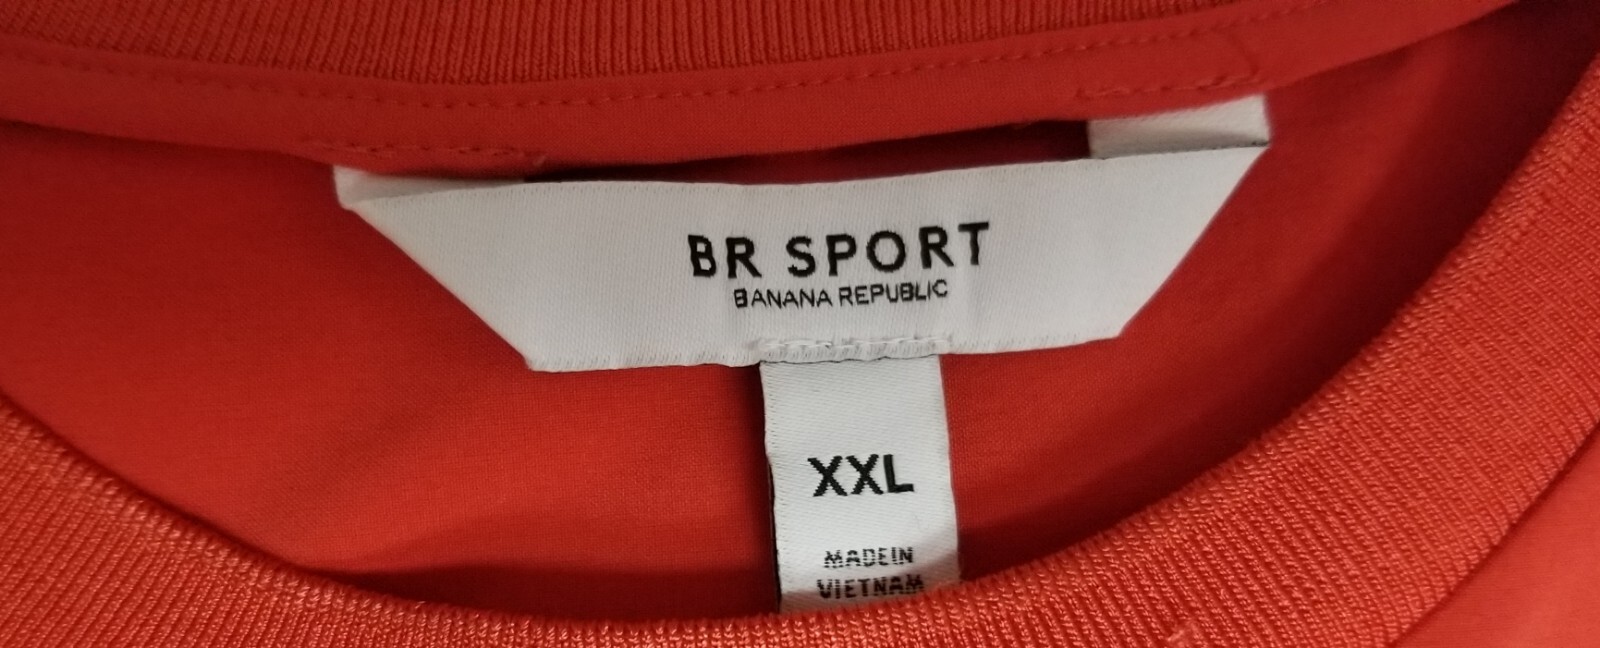 BR SPORT
BANANA REPUBLIC
XXL
MADE IN
VIETNAM